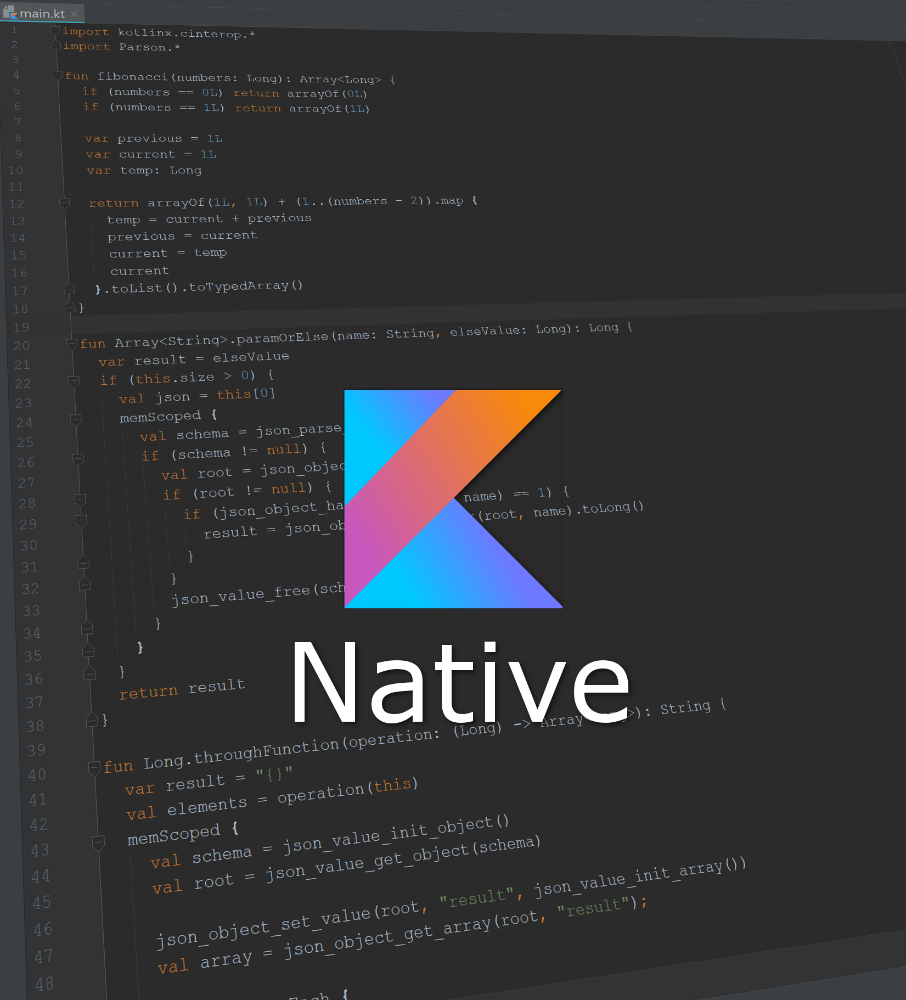 main.kt
1 import kotlinx.cinterop.*
2 import Parson.*
3
4 fun fibonacci(numbers: Long): Array<Long> {
5 if (numbers == 0L) return arrayOf(0L)
6 if (numbers == 1L) return arrayOf(1L)
7
8 var previous = 1L
9 var current = 1L
10 var temp: Long
11
12 return arrayOf(1L, 1L) + (1..(numbers - 2)).map {
13 temp = current + previous
14 previous = current
15 current = temp
16 current
17 }.toList().toTypedArray()
18 }
19
20 fun Array<String>.paramOrElse(name: String, elseValue: Long): Long {
21 var result = elseValue
22 if (this.size > 0) {
23 val json = this[0]
24 memScoped {
25 val schema = json_parse_
26 if (schema != null) {
27 val root = json_objec
28 if (root != null) {
29 if (json_object_ha name) == 1) {
30 result = json_ob (root, name).toLong()
31 }
32 }
33 json_value_free(sch
34 }
35 }
36 }
37 return result
38 }
39
40 fun Long.throughFunction(operation: (Long) -> Array >): String {
41 var result = "{}"
42 val elements = operation(this)
43 memScoped {
44 val schema = json_value_init_object()
45 val root = json_value_get_object(schema)
46
47 json_object_set_value(root, "result", json_value_init_array())
48 val array = json_object_get_array(root, "result");
Each {
Native